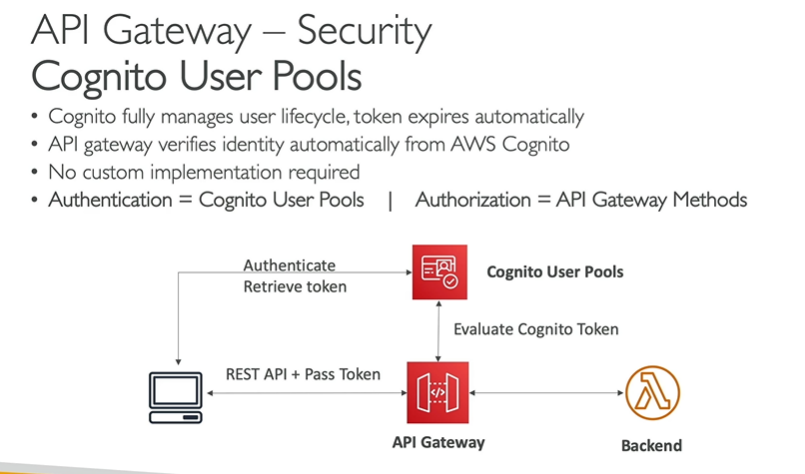 API Gateway – Security
Cognito User Pools
• Cognito fully manages user lifecycle, token expires automatically
• API gateway verifies identity automatically from AWS Cognito
• No custom implementation required
• Authentication = Cognito User Pools | Authorization = API Gateway Methods
Authenticate
Retrieve token
Cognito User Pools
Evaluate Cognito Token
REST API + Pass Token
</>
API Gateway
Backend